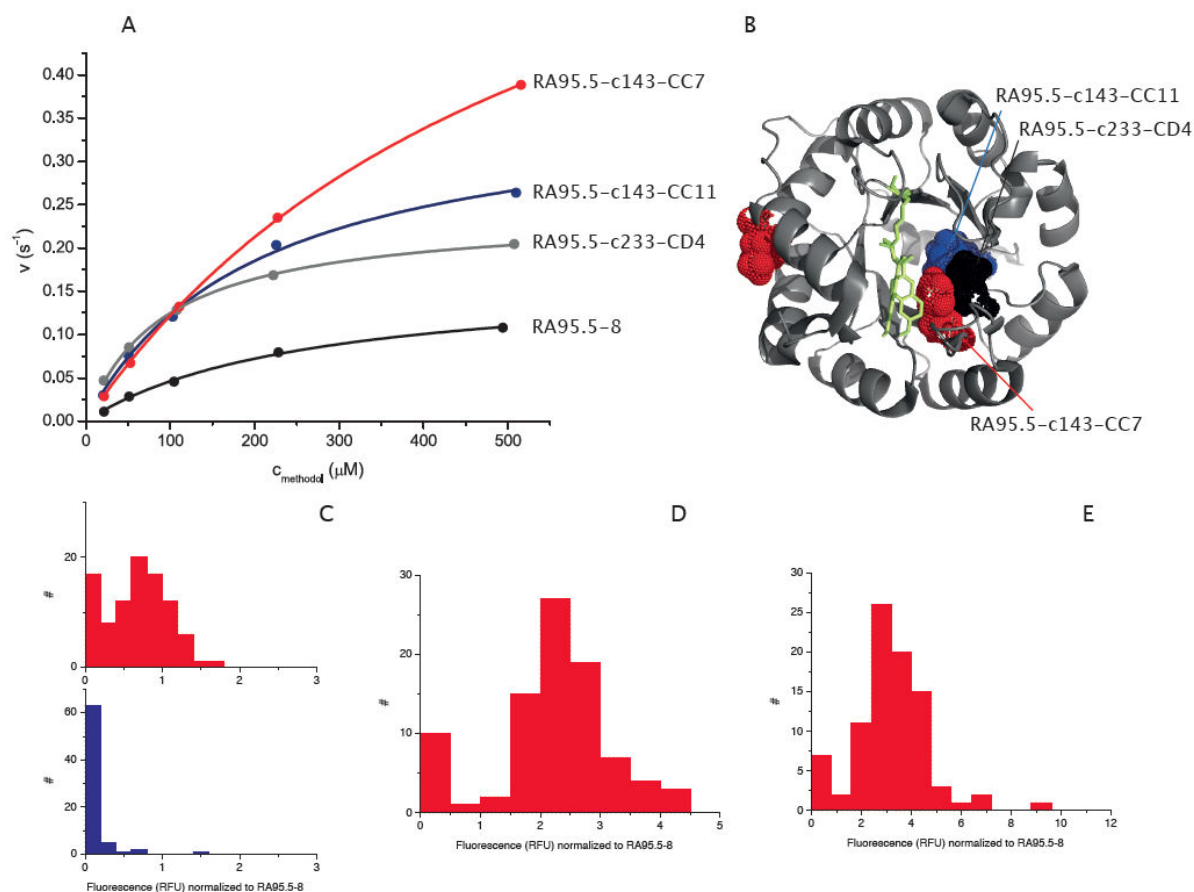 A
v (s⁻¹)
0.40
0.35
0.30
0.25
0.20
0.15
0.10
0.05
0.00
0
100
200
300
400
500
c_methodol (μM)
RA95.5-c143-CC7
RA95.5-c143-CC11
RA95.5-c233-CD4
RA95.5-8
B
RA95.5-c143-CC11
RA95.5-c233-CD4
RA95.5-c143-CC7
C
#
20
0
0 1 2 3
#
60
40
20
0
0 1 2 3
Fluorescence (RFU) normalized to RA95.5-8
D
#
30
20
10
0
0 1 2 3 4 5
Fluorescence (RFU) normalized to RA95.5-8
E
#
30
25
20
15
10
5
0
0 2 4 6 8 10 12
Fluorescence (RFU) normalized to RA95.5-8